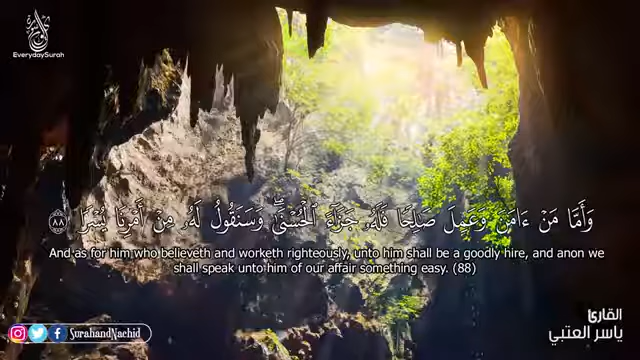 EverydaySurah
وَأَمَّا مَنْ ءَامَنَ وَعَمِلَ صَٰلِحًا فَلَهُۥ جَزَآءً ٱلْحُسْنَىٰ ۖ وَسَنَقُولُ لَهُۥ مِنْ أَمْرِنَا يُسْرًا ٨٨
And as for him who believeth and worketh righteously, unto him shall be a goodly hire, and anon we
shall speak unto him of our affair something easy. (88)
القارئ
ياسر العتبي
SurahandNachid